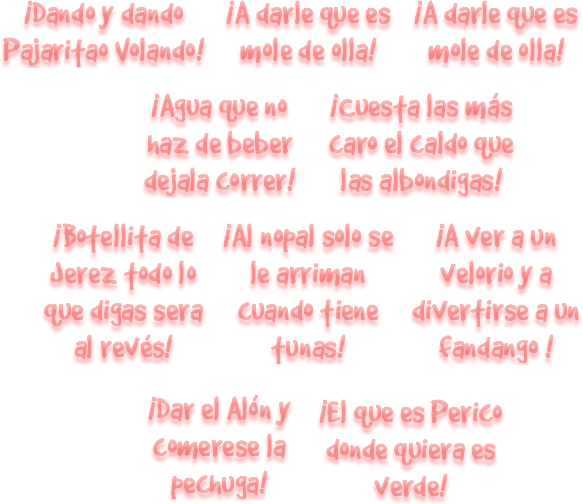 ¡Dando y dando
Pajaritao Volando!
¡A darle que es
mole de olla!
¡A darle que es
mole de olla!
¡Agua que no
haz de beber
dejala correr!
¡Cuesta las más
caro el caldo que
las albondigas!
¡Botellita de
Jerez todo lo
que digas sera
al revés!
¡Al nopal solo se
le arriman
cuando tiene
tunas!
¡A ver a un
velorio y a
divertirse a un
fandango !
¡Dar el Alón y
comerese la
pechuga!
¡El que es Perico
donde quiera es
verde!